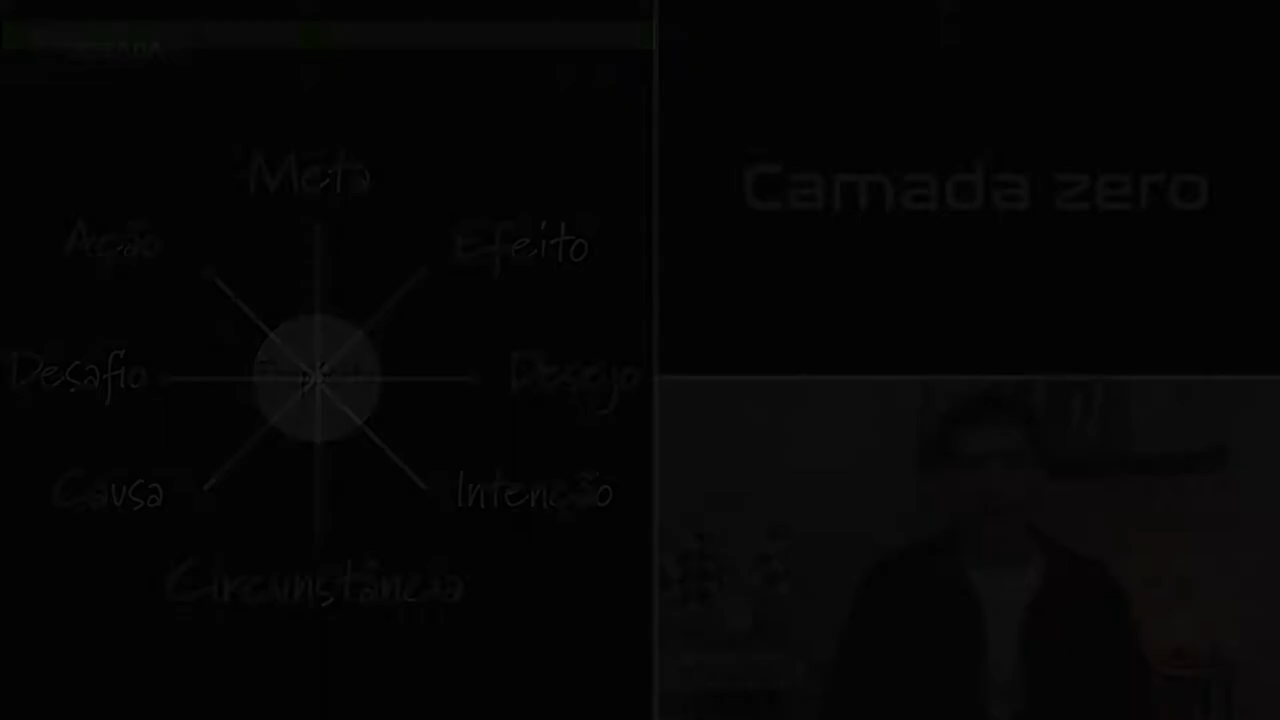 Meta
Ação
Efeito
Desafio
Desejo
Causa
Intenção
Circunstância
Camada zero